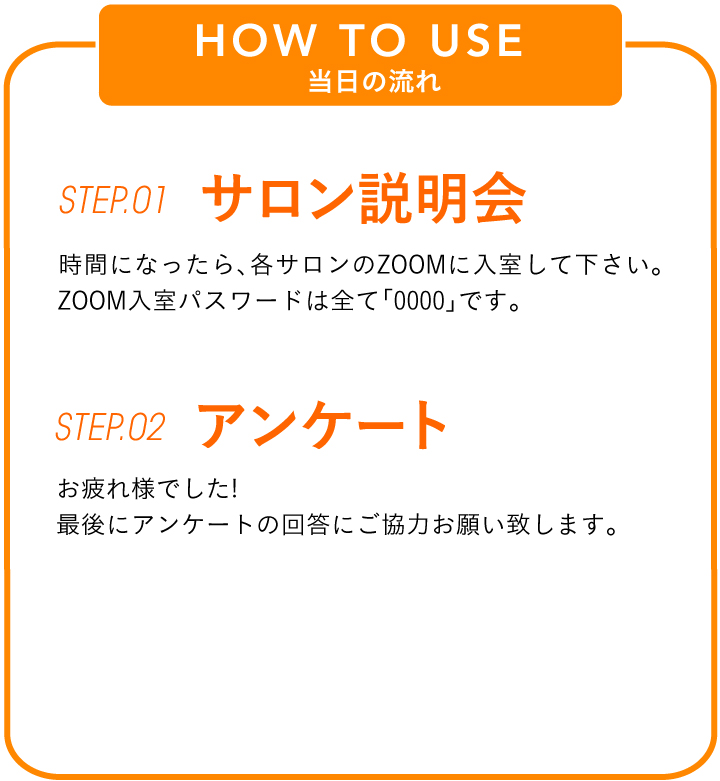 HOW TO USE
当日の流れ
STEP.01 サロン説明会
時間になったら、各サロンのZOOMに入室して下さい。
ZOOM入室パスワードは全て「0000」です。
STEP.02 アンケート
お疲れ様でした!
最後にアンケートの回答にご協力お願い致します。